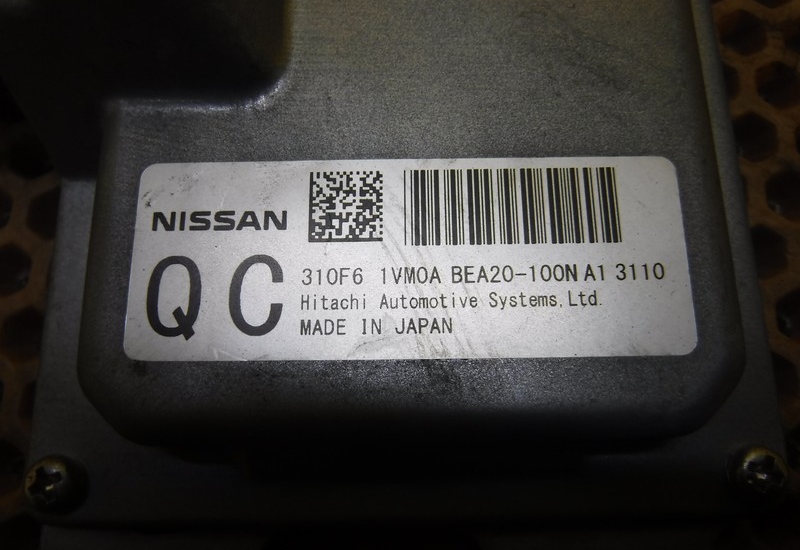 NISSAN
QC
310F6 1VM0A BEA20-100N A1 3110
Hitachi Automotive Systems,Ltd.
MADE IN JAPAN